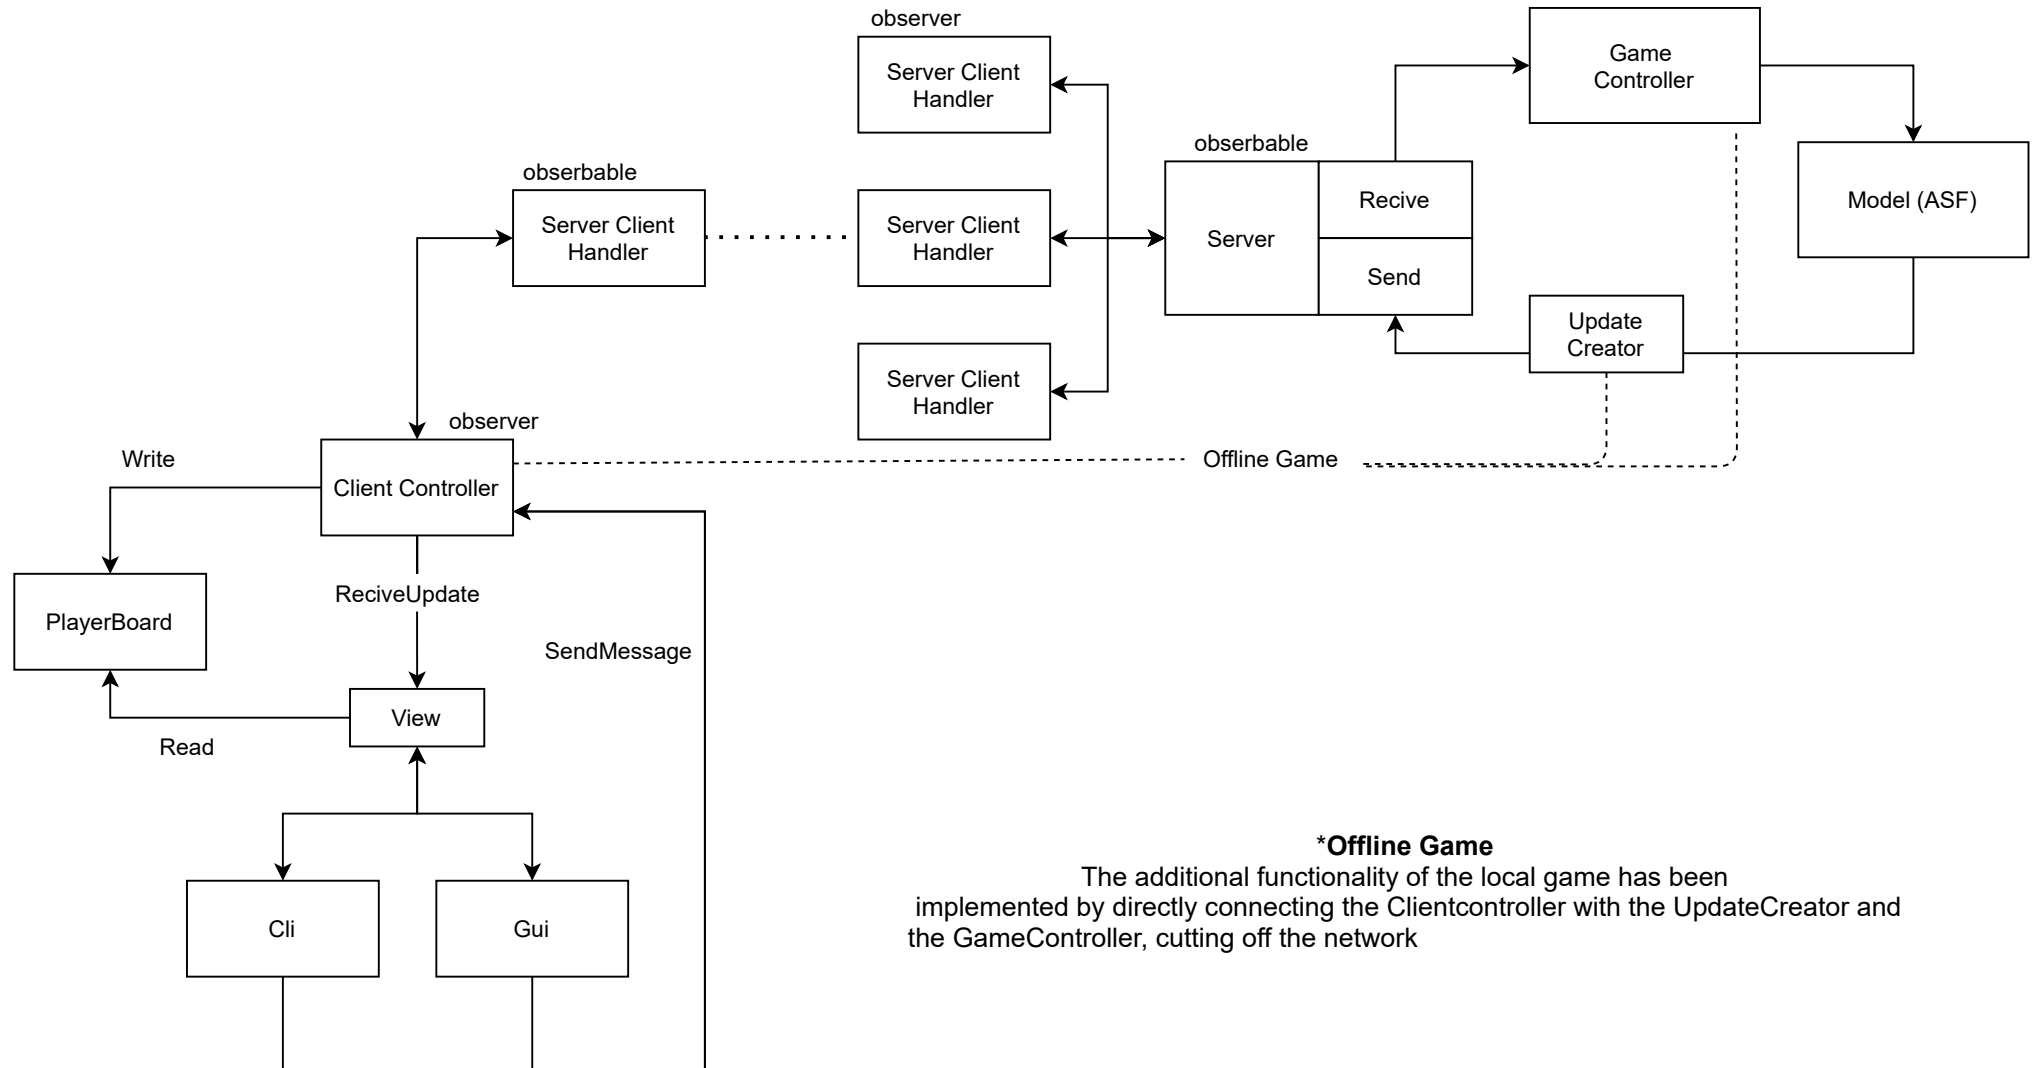 observer
Server Client
Handler
Game
Controller
obserbable
Server Client
Handler
Server Client
Handler
obserbable
Server
Recive
Send
Model (ASF)
Server Client
Handler
Update
Creator
observer
Client Controller
Write
Offline Game
PlayerBoard
ReciveUpdate
SendMessage
View
Read
Cli
Gui
*Offline Game
The additional functionality of the local game has been
implemented by directly connecting the Clientcontroller with the UpdateCreator and
the GameController, cutting off the network